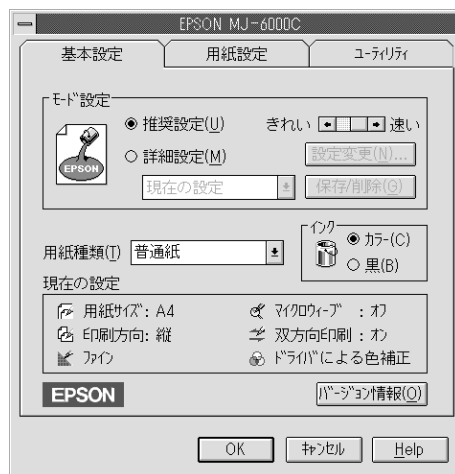 EPSON MJ-6000C
基本設定 用紙設定 ﾕｰﾃｨﾘﾃｨ
ﾓｰﾄﾞ設定
推奨設定(U) きれい 速い
EPSON
詳細設定(M) 設定変更(N)...
現在の設定 保存/削除(G)
インク
用紙種類(T) 普通紙 ｶﾗｰ(C)
黒(B)
現在の設定
用紙ｻｲｽﾞ: A4 ﾏｲｸﾛｳｨｰﾌﾞ : ｵﾌ
印刷方向: 縦 双方向印刷 : ｵﾝ
ﾌｧｲﾝ ﾄﾞﾗｲﾊﾞによる色補正
EPSON ﾊﾞｰｼﾞｮﾝ情報(O)
OK ｷｬﾝｾﾙ Help